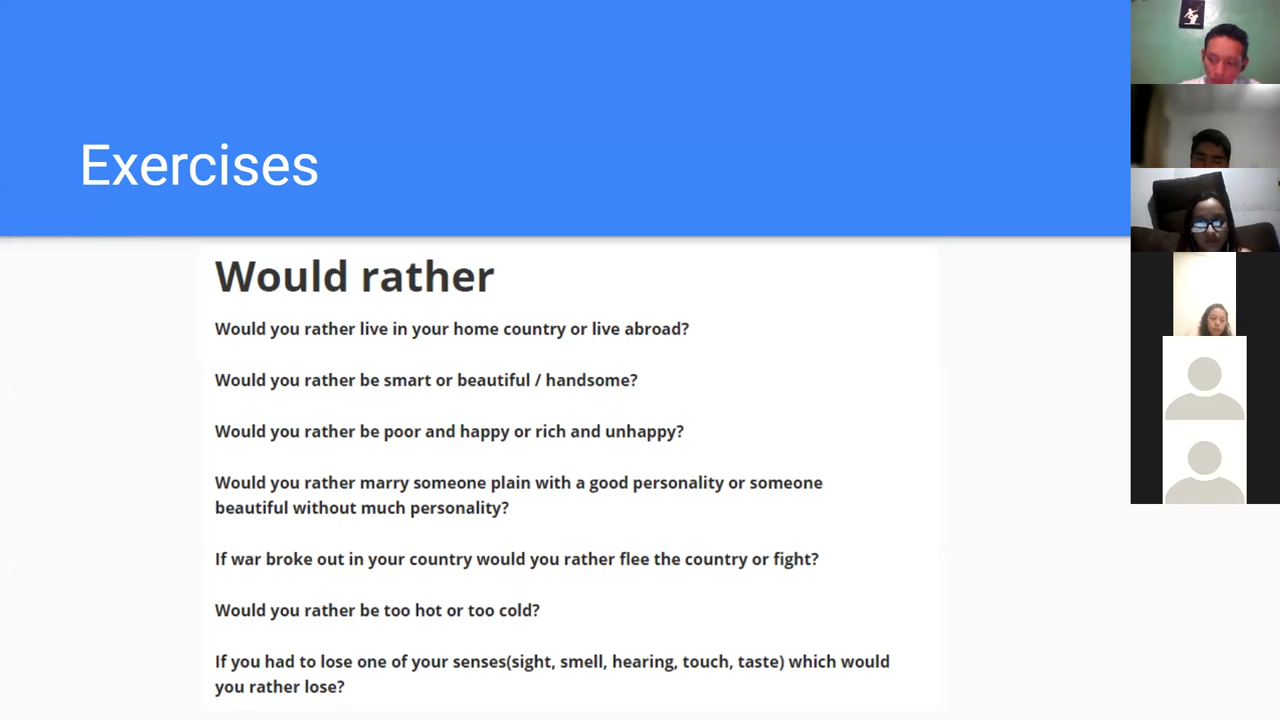 Exercises
Would rather
Would you rather live in your home country or live abroad?
Would you rather be smart or beautiful / handsome?
Would you rather be poor and happy or rich and unhappy?
Would you rather marry someone plain with a good personality or someone
beautiful without much personality?
If war broke out in your country would you rather flee the country or fight?
Would you rather be too hot or too cold?
If you had to lose one of your senses(sight, smell, hearing, touch, taste) which would
you rather lose?